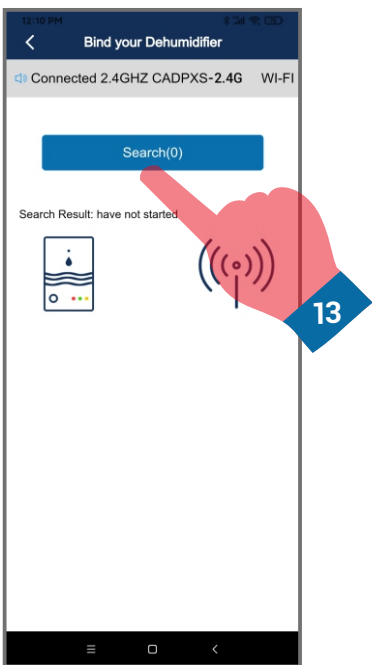 12:10 PM
Bind your Dehumidifier
Connected 2.4GHZ CADPXS-2.4G WI-FI
Search(0)
Search Result: have not started
13